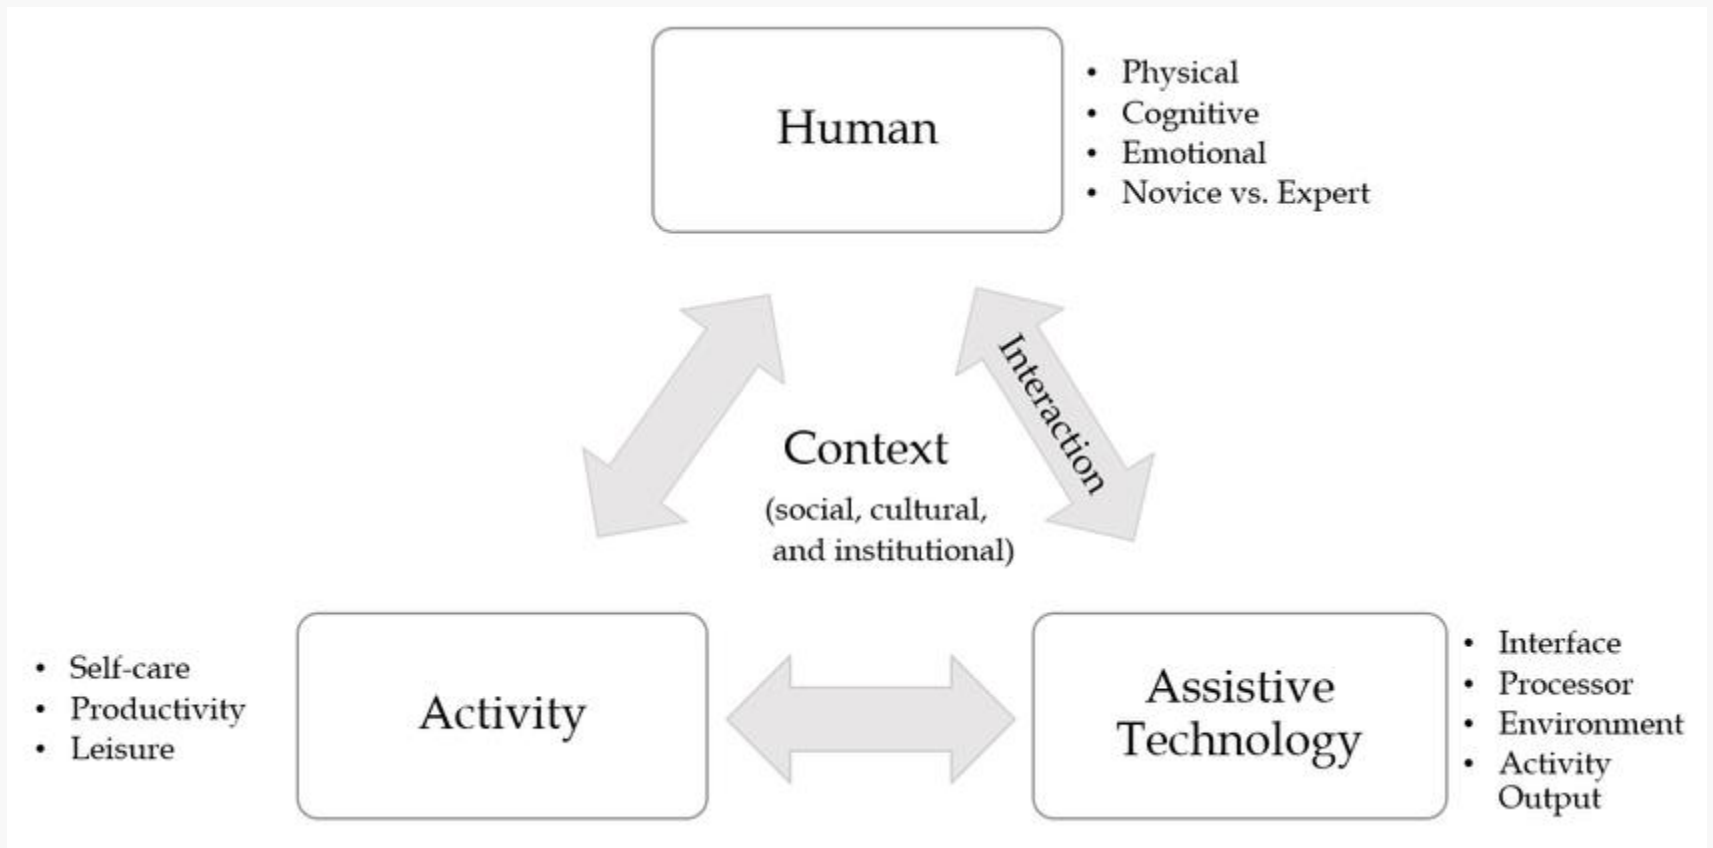 Human
• Physical
• Cognitive
• Emotional
• Novice vs. Expert
Interaction
Context
(social, cultural,
and institutional)
• Self-care
• Productivity
• Leisure
Activity
Assistive
Technology
• Interface
• Processor
• Environment
• Activity
Output